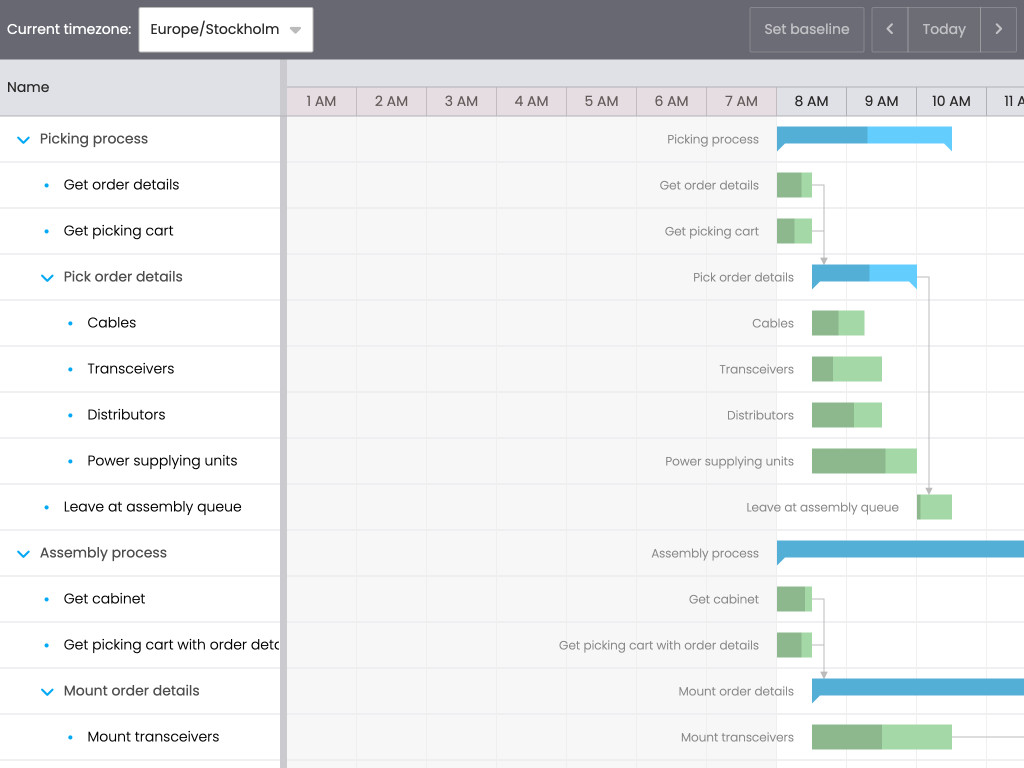 Current timezone: Europe/Stockholm Set baseline Today
Name
1 AM 2 AM 3 AM 4 AM 5 AM 6 AM 7 AM 8 AM 9 AM 10 AM 11 A
Picking process Picking process
Get order details Get order details
Get picking cart Get picking cart
Pick order details Pick order details
Cables Cables
Transceivers Transceivers
Distributors Distributors
Power supplying units Power supplying units
Leave at assembly queue Leave at assembly queue
Assembly process Assembly process
Get cabinet Get cabinet
Get picking cart with order deta Get picking cart with order details
Mount order details Mount order details
Mount transceivers Mount transceivers